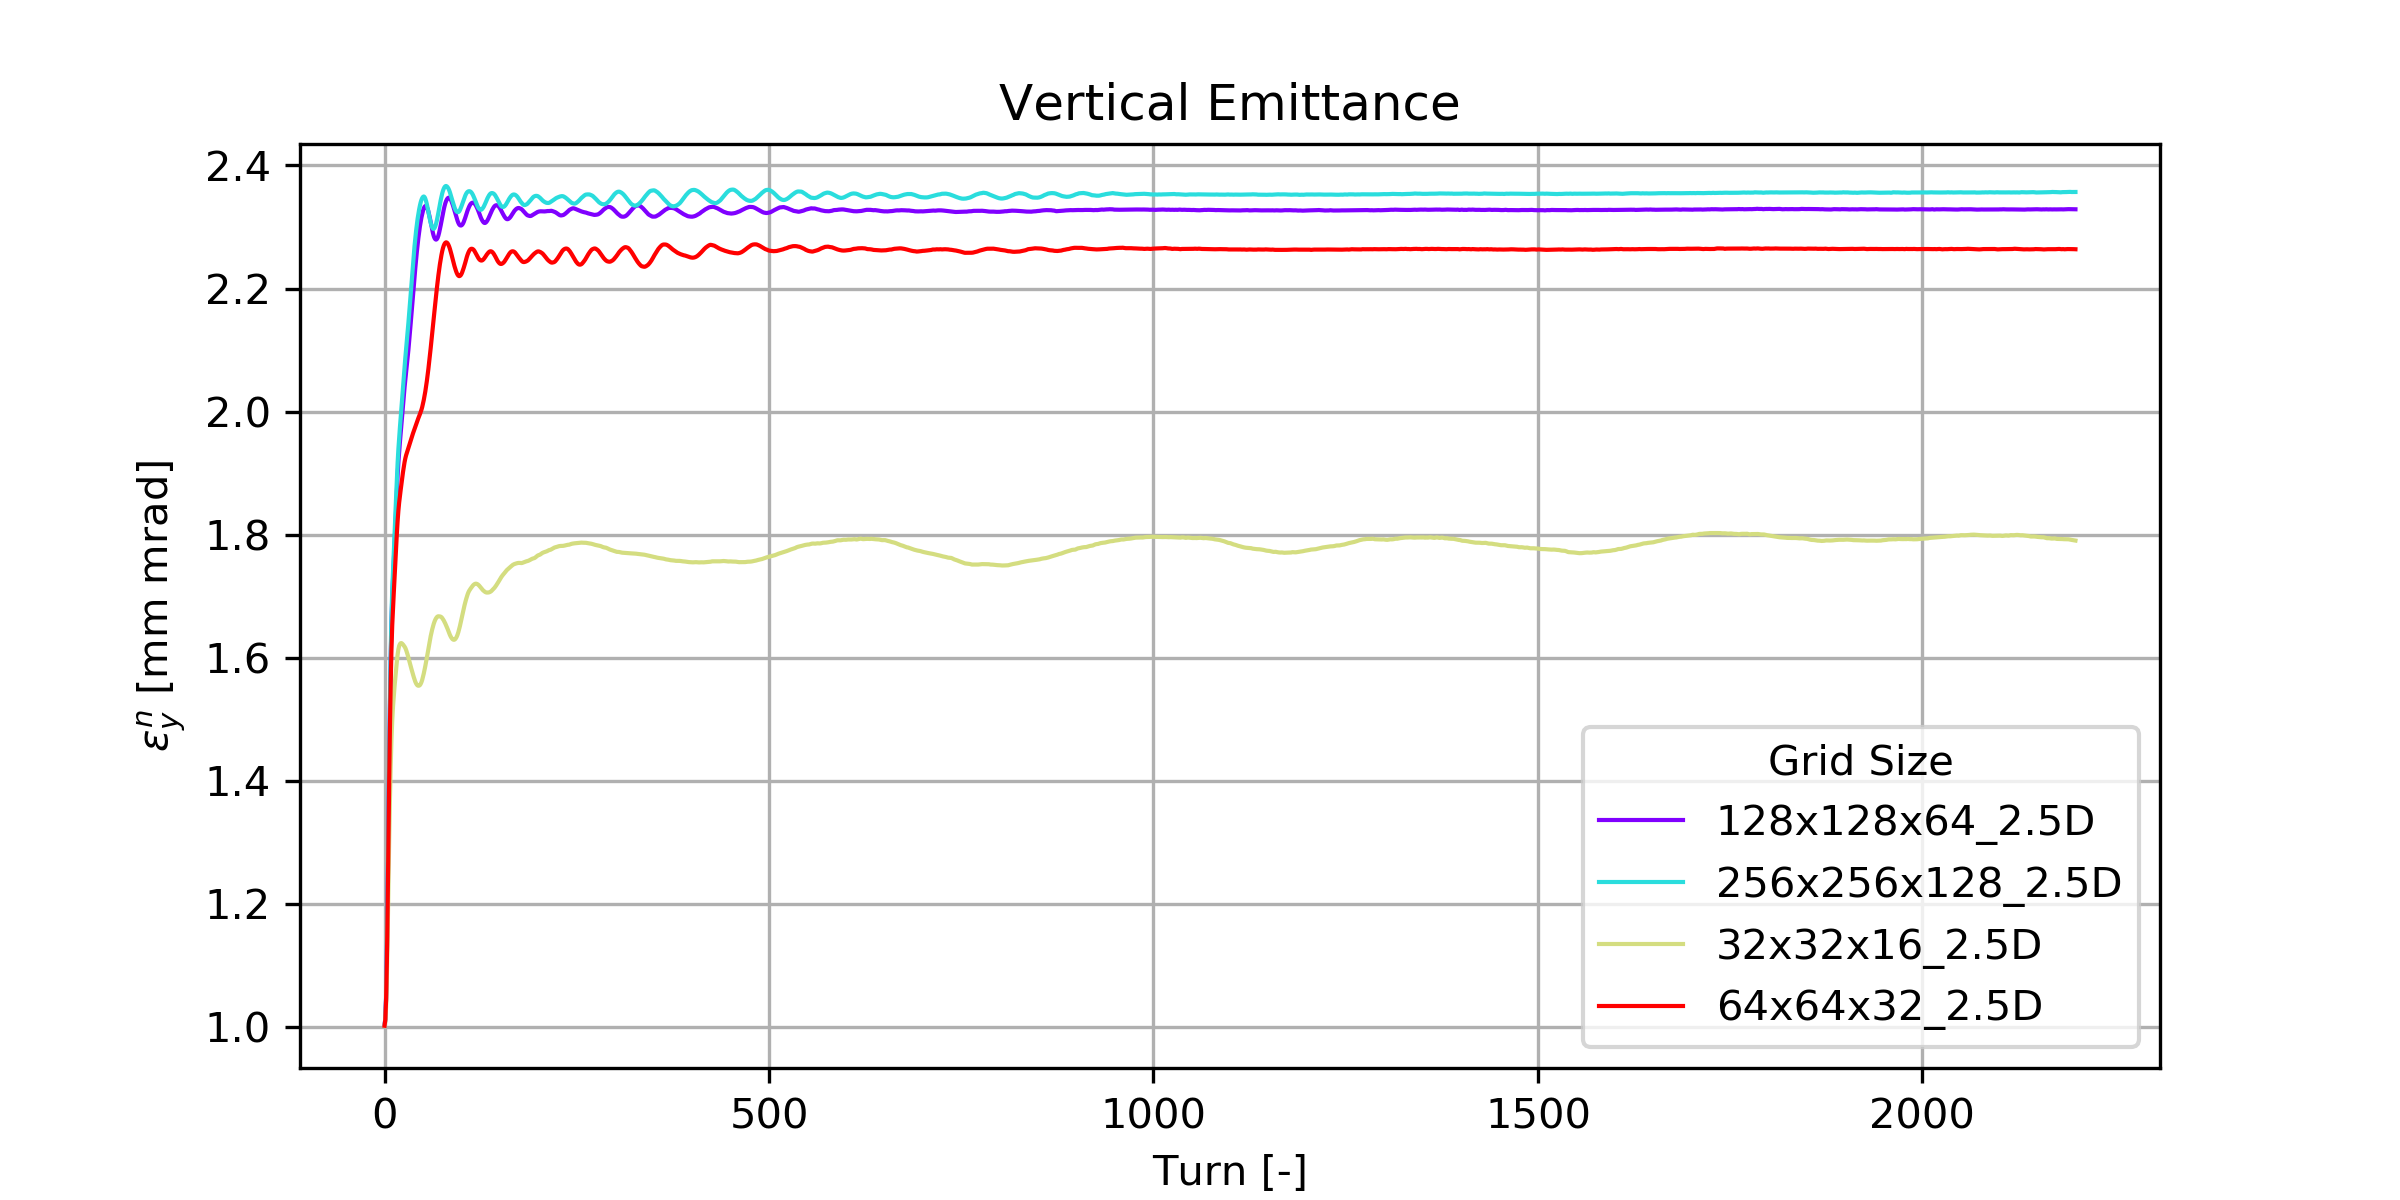 Vertical Emittance
ε_y^n [mm mrad]
2.4
2.2
2.0
1.8
1.6
1.4
1.2
1.0
Grid Size
128x128x64_2.5D
256x256x128_2.5D
32x32x16_2.5D
64x64x32_2.5D
0 500 1000 1500 2000
Turn [-]